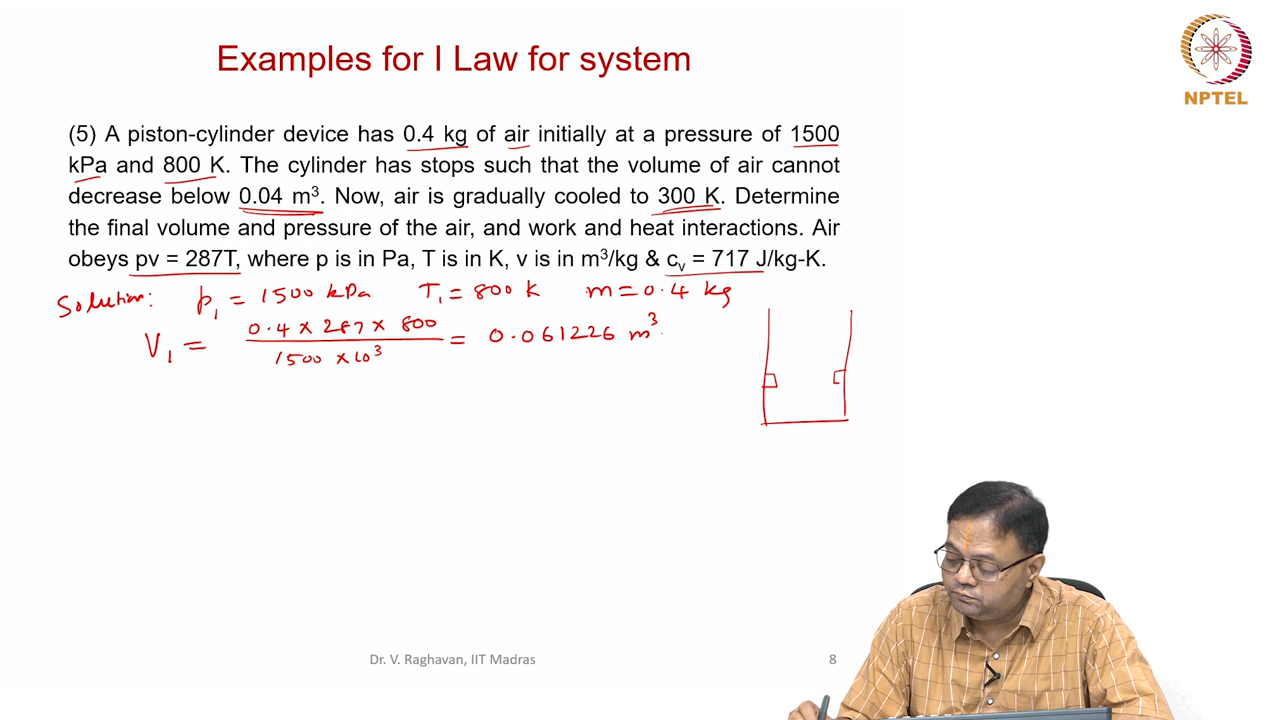 Examples for I Law for system
NPTEL
(5) A piston-cylinder device has 0.4 kg of air initially at a pressure of 1500
kPa and 800 K. The cylinder has stops such that the volume of air cannot
decrease below 0.04 m³. Now, air is gradually cooled to 300 K. Determine
the final volume and pressure of the air, and work and heat interactions. Air
obeys pv = 287T, where p is in Pa, T is in K, v is in m³/kg & cᵥ = 717 J/kg-K.
Solution: p₁ = 1500 kPa T₁ = 800 K m = 0.4 kg
V₁ = 0.4 × 287 × 800 / 1500 × 10³ = 0.061226 m³
Dr. V. Raghavan, IIT Madras
8